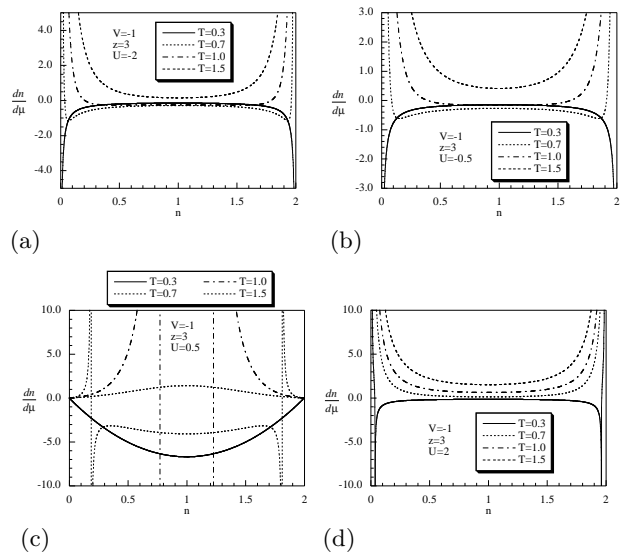 4.0
2.0
0.0
-2.0
-4.0
dn
dμ
V=-1
z=3
U=-2
T=0.3
T=0.7
T=1.0
T=1.5
0 0.5 1 1.5 2
n
(a)
3.0
2.0
1.0
0.0
-1.0
-2.0
-3.0
dn
dμ
V=-1
z=3
U=-0.5
T=0.3
T=0.7
T=1.0
T=1.5
0 0.5 1 1.5 2
n
(b)
T=0.3 T=1.0
T=0.7 T=1.5
10.0
5.0
0.0
-5.0
-10.0
dn
dμ
V=-1
z=3
U=0.5
0 0.5 1 1.5 2
n
(c)
10.0
5.0
0.0
-5.0
-10.0
dn
dμ
V=-1
z=3
U=2
T=0.3
T=0.7
T=1.0
T=1.5
0 0.5 1 1.5 2
n
(d)